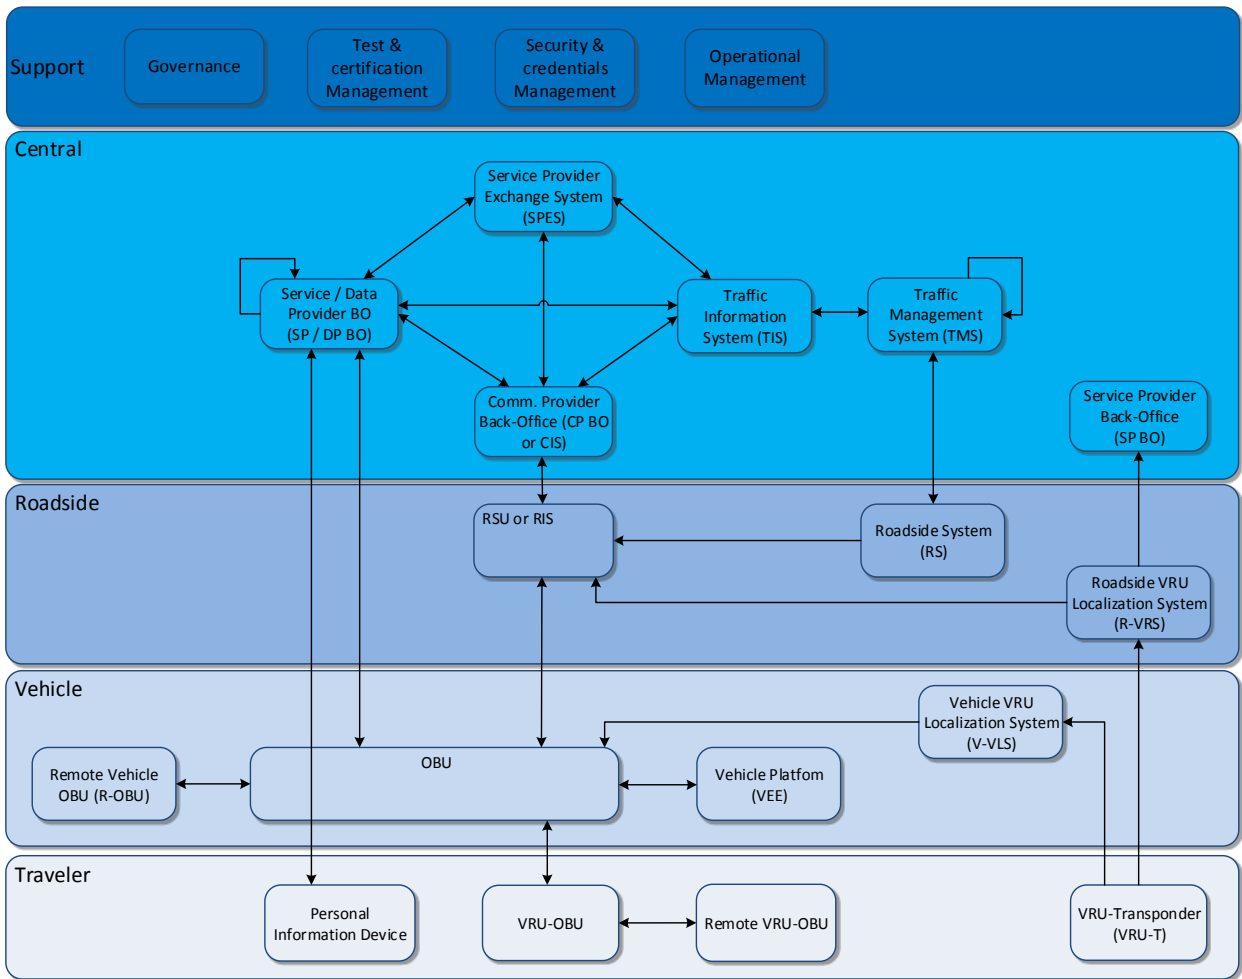 Support
Governance
Test &
certification
Management
Security &
credentials
Management
Operational
Management
Central
Service Provider
Exchange System
(SPES)
Service / Data
Provider BO
(SP / DP BO)
Traffic
Information
System (TIS)
Traffic
Management
System (TMS)
Comm. Provider
Back-Office (CP BO
or CIS)
Service Provider
Back-Office
(SP BO)
Roadside
RSU or RIS
Roadside System
(RS)
Roadside VRU
Localization System
(R-VRS)
Vehicle
Vehicle VRU
Localization System
(V-VLS)
Remote Vehicle
OBU (R-OBU)
OBU
Vehicle Platfom
(VEE)
Traveler
Personal
Information Device
VRU-OBU
Remote VRU-OBU
VRU-Transponder
(VRU-T)